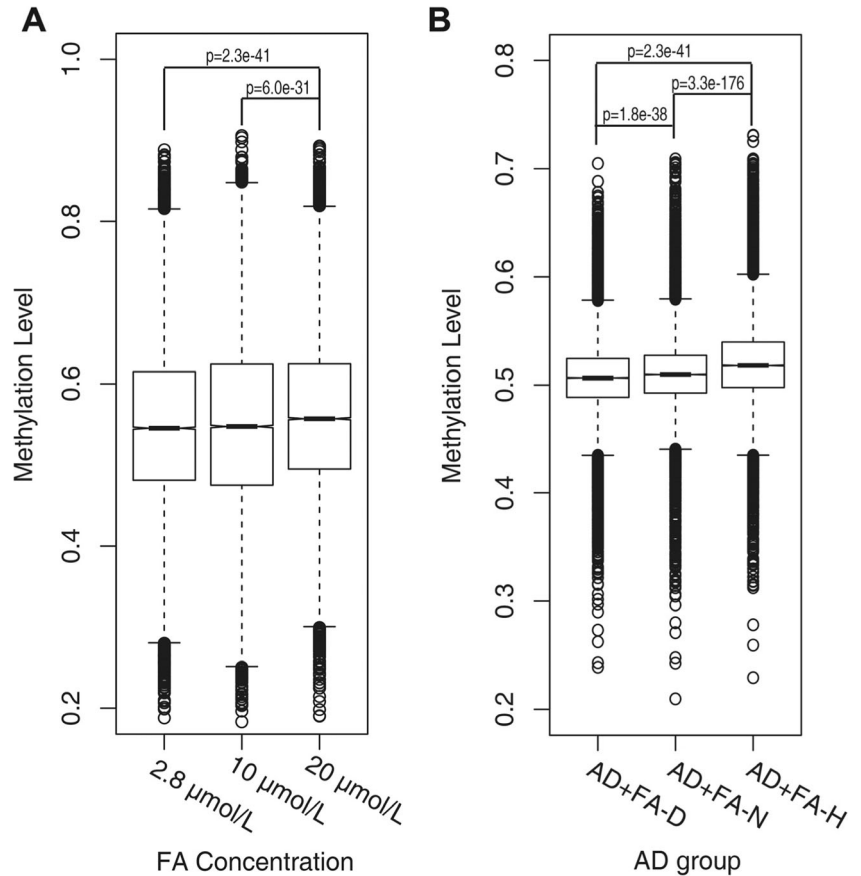 A
B
p=2.3e-41
p=6.0e-31
p=2.3e-41
p=3.3e-176
p=1.8e-38
1.0
0.8
0.6
0.4
0.2
Methylation Level
2.8 µmol/L
10 µmol/L
20 µmol/L
FA Concentration
0.8
0.7
0.6
0.5
0.4
0.3
0.2
Methylation Level
AD+FA-D
AD+FA-N
AD+FA-H
AD group